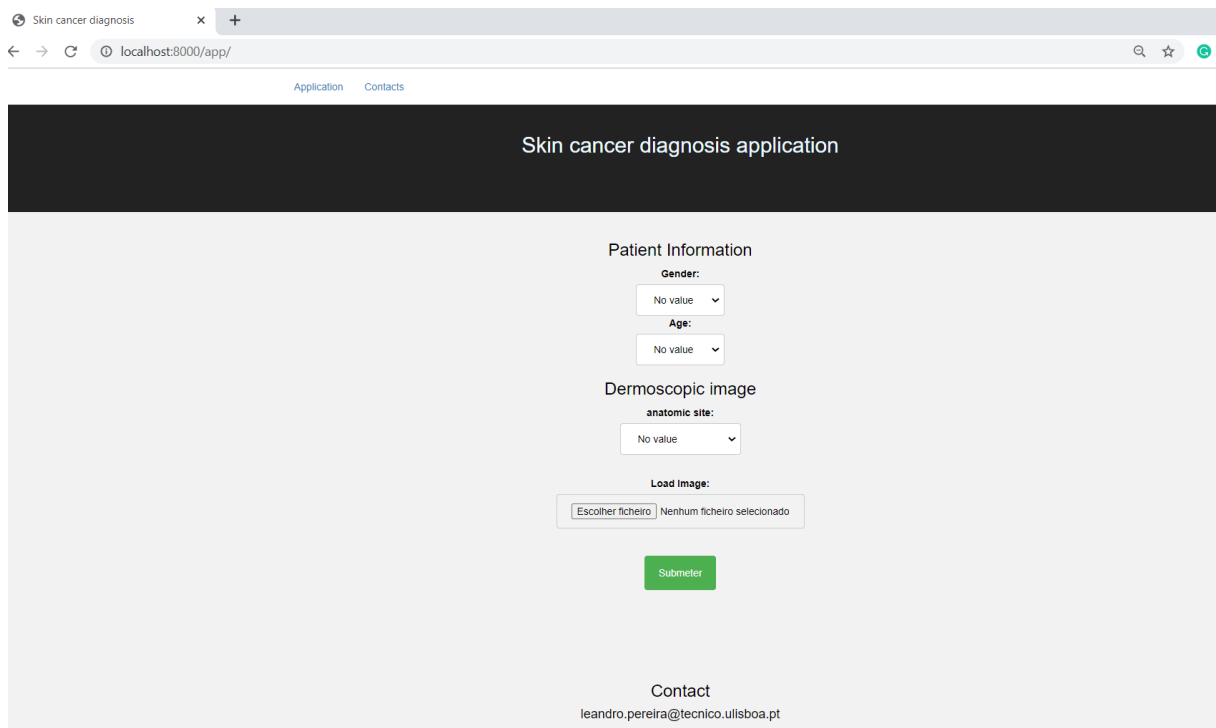 Skin cancer diagnosis
localhost:8000/app/
Application Contacts
Skin cancer diagnosis application
Patient Information
Gender:
No value
Age:
No value
Dermoscopic image
anatomic site:
No value
Load Image:
Escolher ficheiro Nenhum ficheiro selecionado
Submeter
Contact
leandro.pereira@tecnico.ulisboa.pt